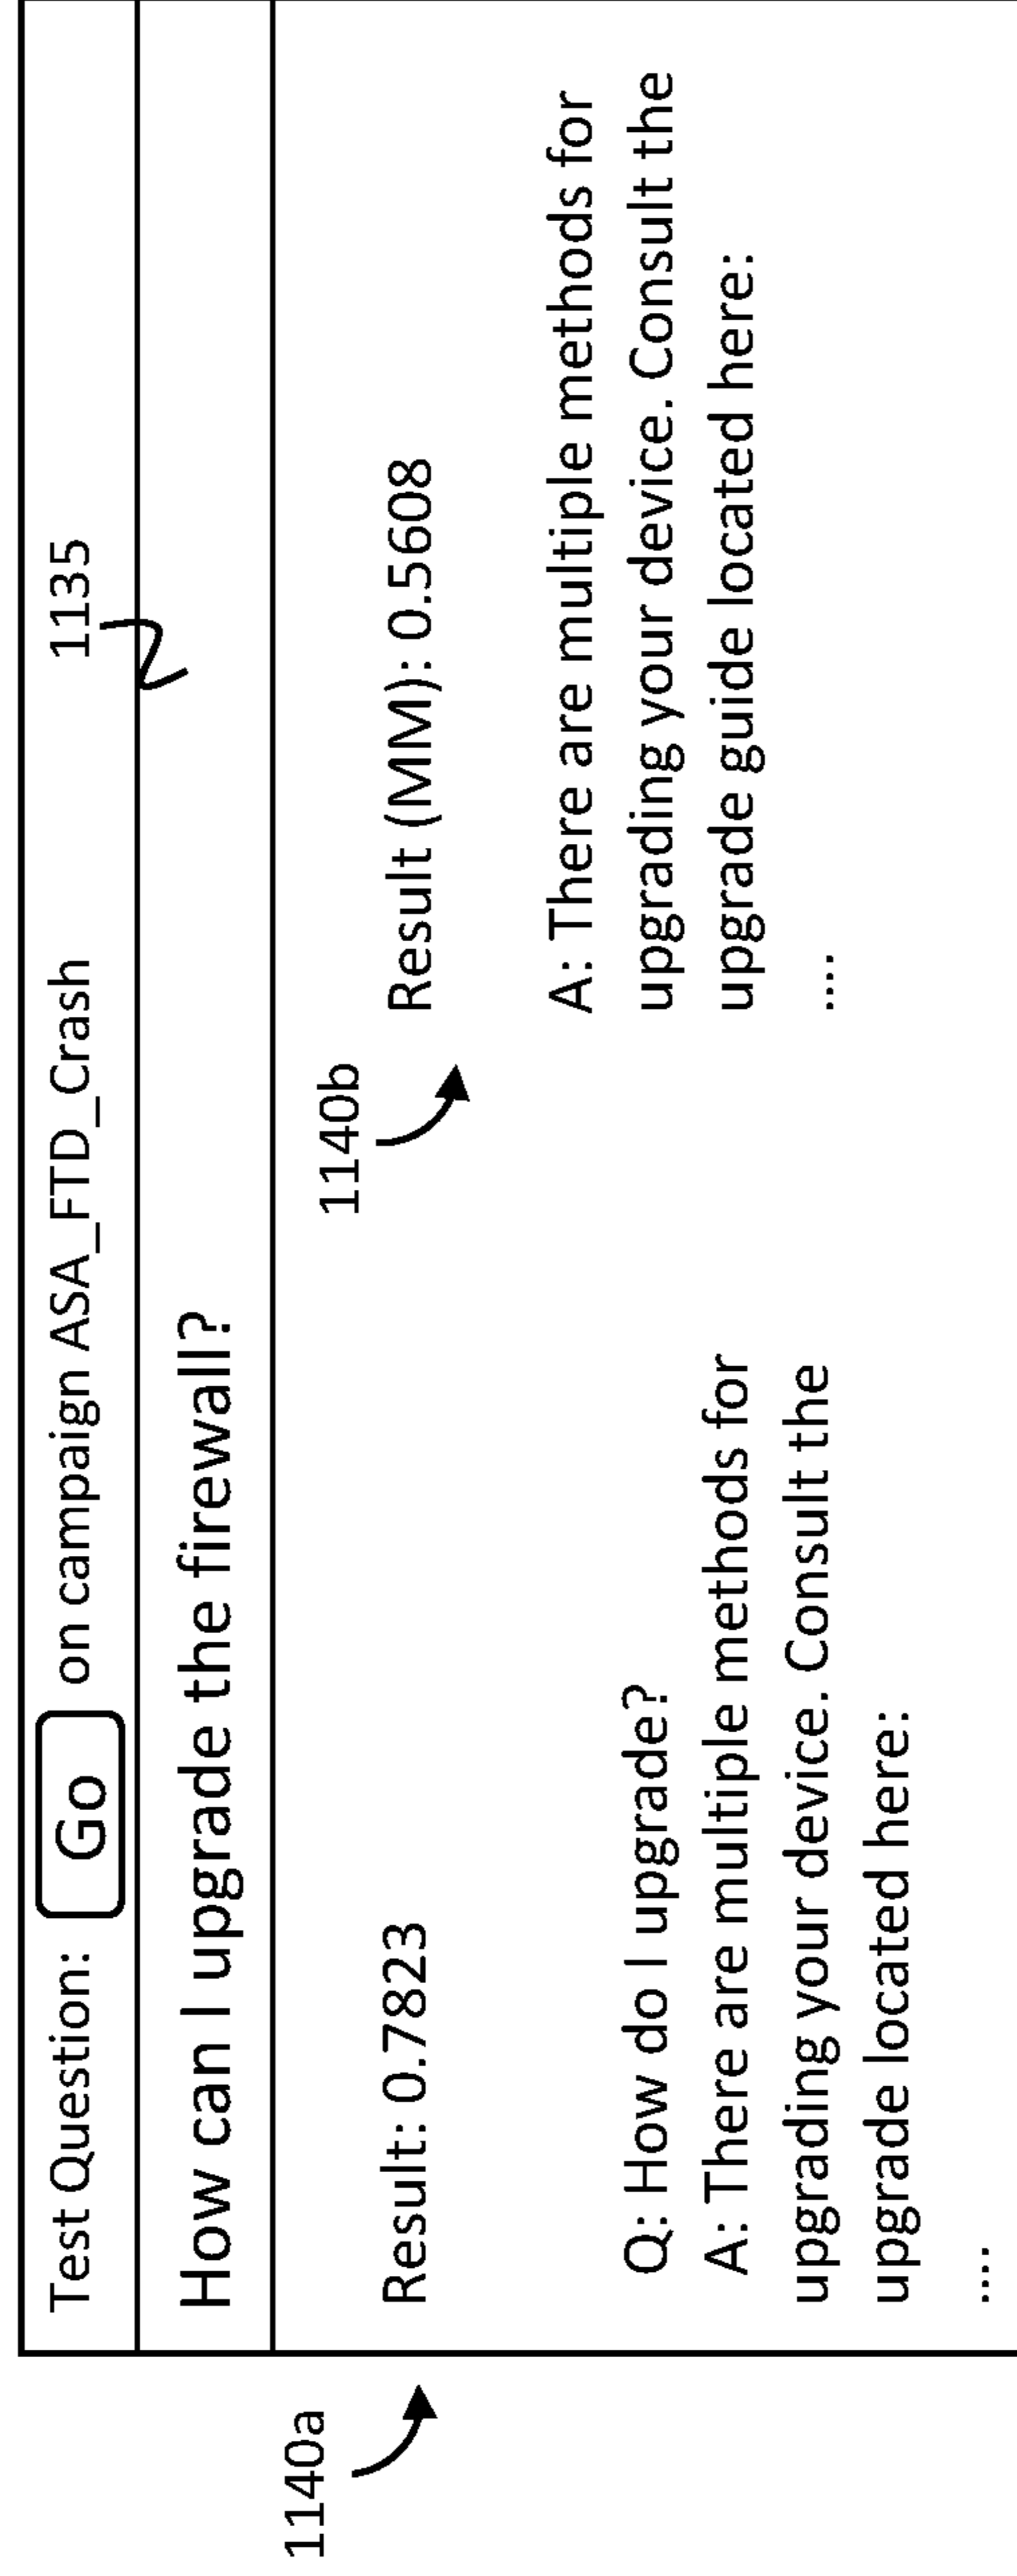 Test Question: Go on campaign ASA_FTD_Crash
1135
How can I upgrade the firewall?
1140a
Result: 0.7823
Q: How do I upgrade?
A: There are multiple methods for
upgrading your device. Consult the
upgrade located here:
....
1140b
Result (MM): 0.5608
A: There are multiple methods for
upgrading your device. Consult the
upgrade guide located here:
....